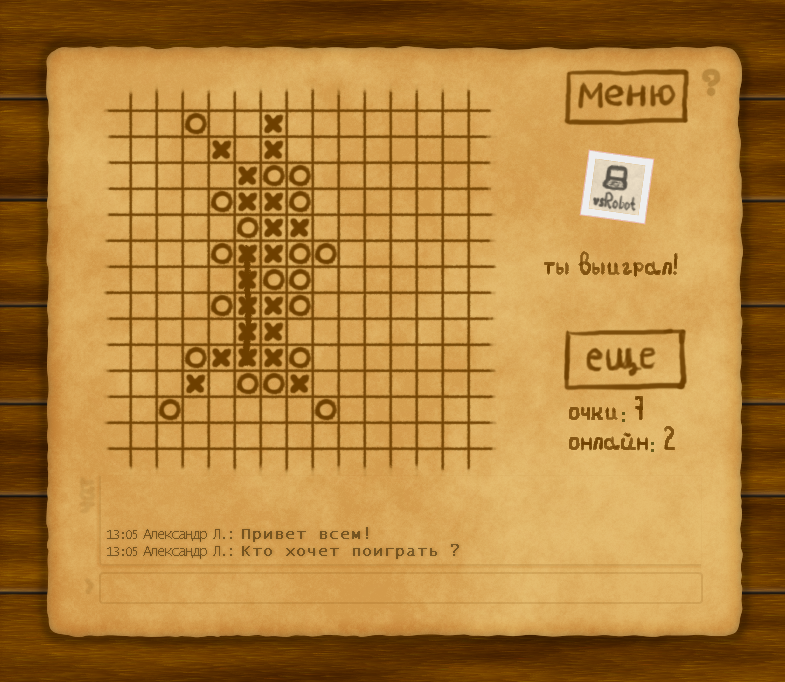 меню
?
vsRobot
ты выиграл!
еще
очки: 7
онлайн: 2
чат
13:05 Александр Л.: Привет всем!
13:05 Александр Л.: Кто хочет поиграть ?